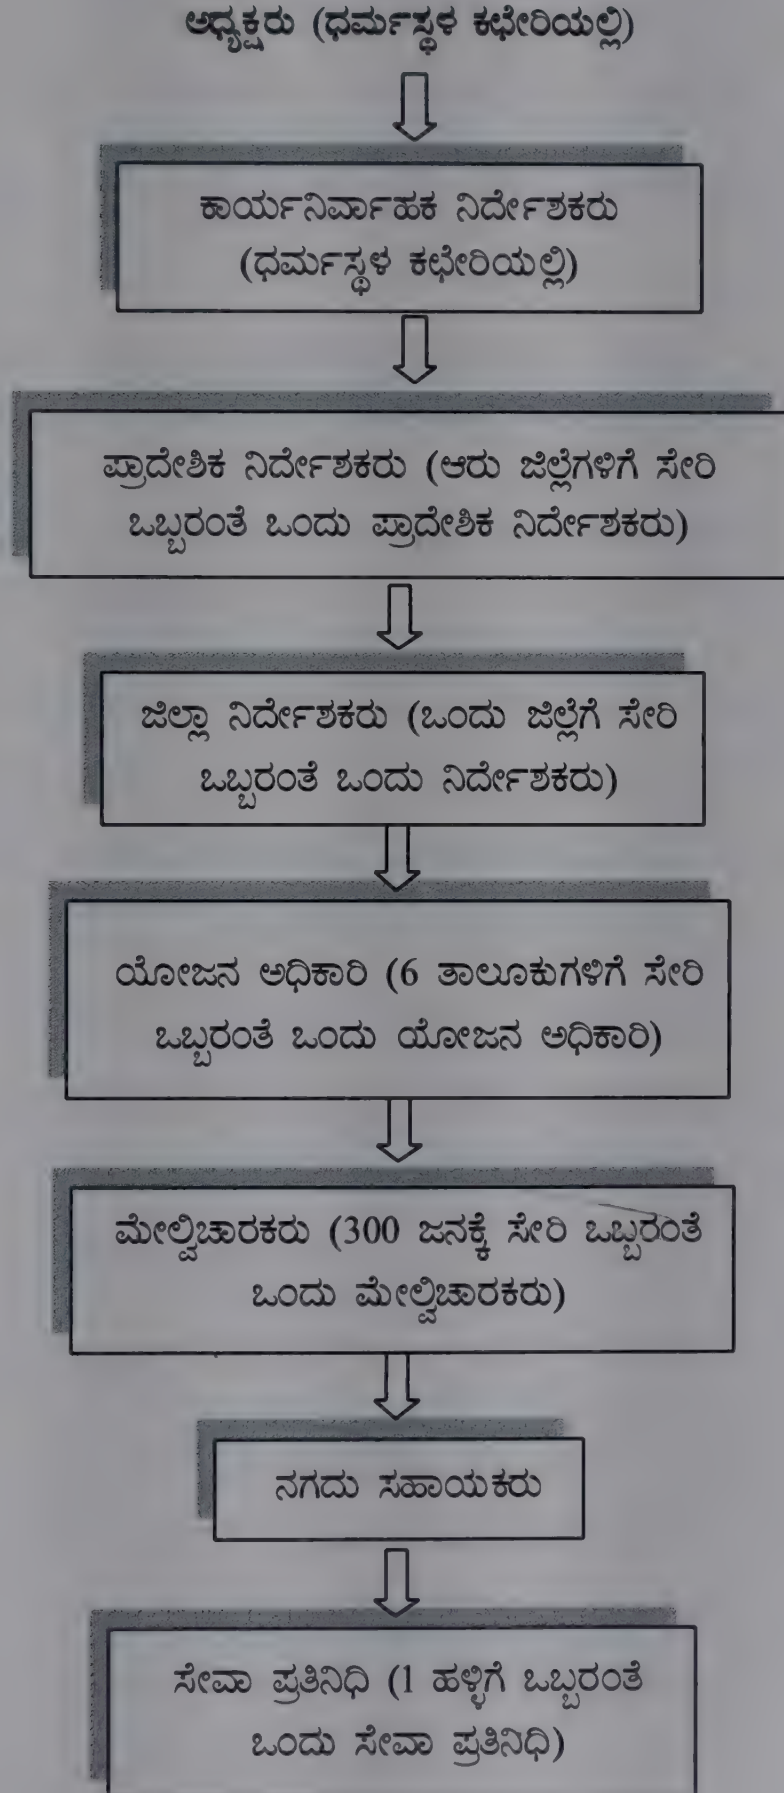 ಅಧ್ಯಕ್ಷರು (ಧರ್ಮಸ್ಥಳ ಕಛೇರಿಯಲ್ಲಿ)
ಕಾರ್ಯನಿರ್ವಾಹಕ ನಿರ್ದೇಶಕರು
(ಧರ್ಮಸ್ಥಳ ಕಛೇರಿಯಲ್ಲಿ)
ಪ್ರಾದೇಶಿಕ ನಿರ್ದೇಶಕರು (ಆರು ಜಿಲ್ಲೆಗಳಿಗೆ ಸೇರಿ
ಒಬ್ಬರಂತೆ ಒಂದು ಪ್ರಾದೇಶಿಕ ನಿರ್ದೇಶಕರು)
ಜಿಲ್ಲಾ ನಿರ್ದೇಶಕರು (ಒಂದು ಜಿಲ್ಲೆಗೆ ಸೇರಿ
ಒಬ್ಬರಂತೆ ಒಂದು ನಿರ್ದೇಶಕರು)
ಯೋಜನ ಅಧಿಕಾರಿ (6 ತಾಲೂಕುಗಳಿಗೆ ಸೇರಿ
ಒಬ್ಬರಂತೆ ಒಂದು ಯೋಜನ ಅಧಿಕಾರಿ)
ಮೇಲ್ವಿಚಾರಕರು (300 ಜನಕ್ಕೆ ಸೇರಿ ಒಬ್ಬರಂತೆ
ಒಂದು ಮೇಲ್ವಿಚಾರಕರು)
ನಗದು ಸಹಾಯಕರು
ಸೇವಾ ಪ್ರತಿನಿಧಿ (1 ಹಳ್ಳಿಗೆ ಒಬ್ಬರಂತೆ
ಒಂದು ಸೇವಾ ಪ್ರತಿನಿಧಿ)